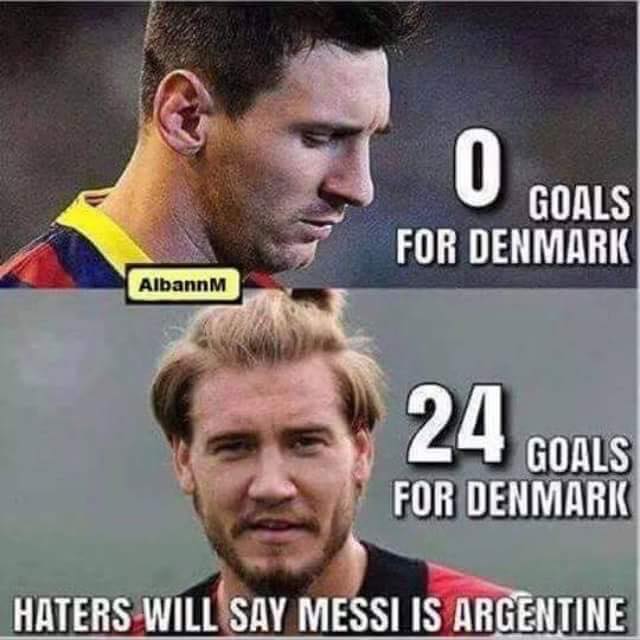 0 GOALS
FOR DENMARK
AlbannM
24 GOALS
FOR DENMARK
HATERS WILL SAY MESSI IS ARGENTINE